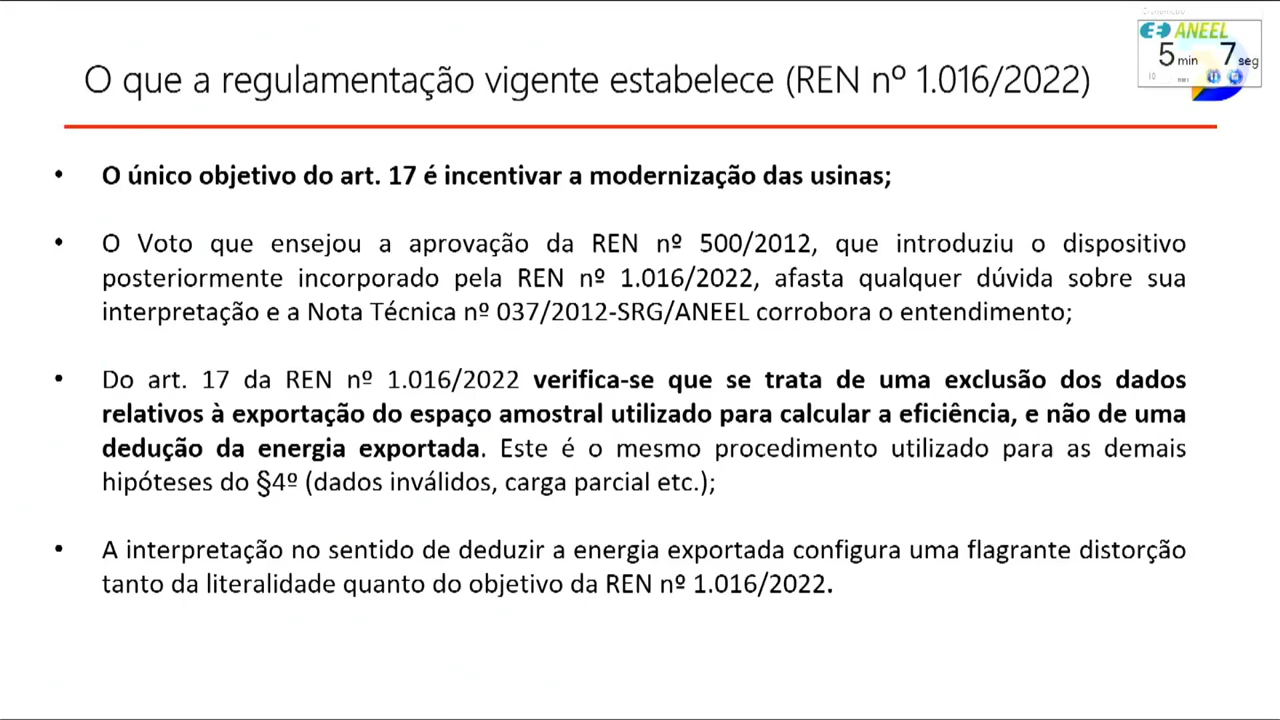 ANEEL
5 min 7 seg
10
O que a regulamentação vigente estabelece (REN nº 1.016/2022)
• O único objetivo do art. 17 é incentivar a modernização das usinas;
• O Voto que ensejou a aprovação da REN nº 500/2012, que introduziu o dispositivo
posteriormente incorporado pela REN nº 1.016/2022, afasta qualquer dúvida sobre sua
interpretação e a Nota Técnica nº 037/2012-SRG/ANEEL corrobora o entendimento;
• Do art. 17 da REN nº 1.016/2022 verifica-se que se trata de uma exclusão dos dados
relativos à exportação do espaço amostral utilizado para calcular a eficiência, e não de uma
dedução da energia exportada. Este é o mesmo procedimento utilizado para as demais
hipóteses do §4º (dados inválidos, carga parcial etc.);
• A interpretação no sentido de deduzir a energia exportada configura uma flagrante distorção
tanto da literalidade quanto do objetivo da REN nº 1.016/2022.